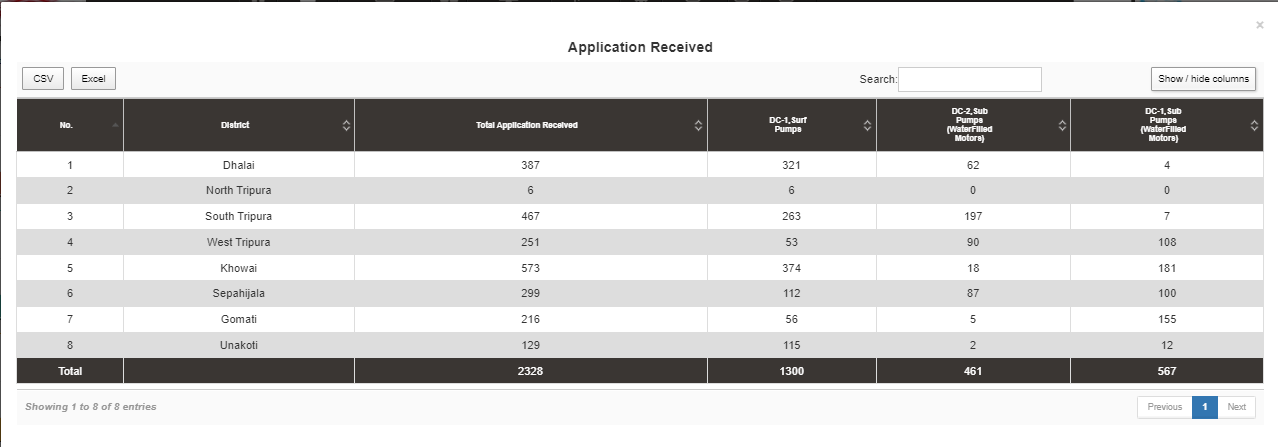 ×
Application Received
CSV Excel Search: Show / hide columns
No. District Total Application Received DC-1,Surf Pumps DC-2,Sub Pumps (WaterFilled Motors) DC-1,Sub Pumps (WaterFilled Motors)
1 Dhalai 387 321 62 4
2 North Tripura 6 6 0 0
3 South Tripura 467 263 197 7
4 West Tripura 251 53 90 108
5 Khowai 573 374 18 181
6 Sepahijala 299 112 87 100
7 Gomati 216 56 5 155
8 Unakoti 129 115 2 12
Total 2328 1300 461 567
Showing 1 to 8 of 8 entries Previous 1 Next